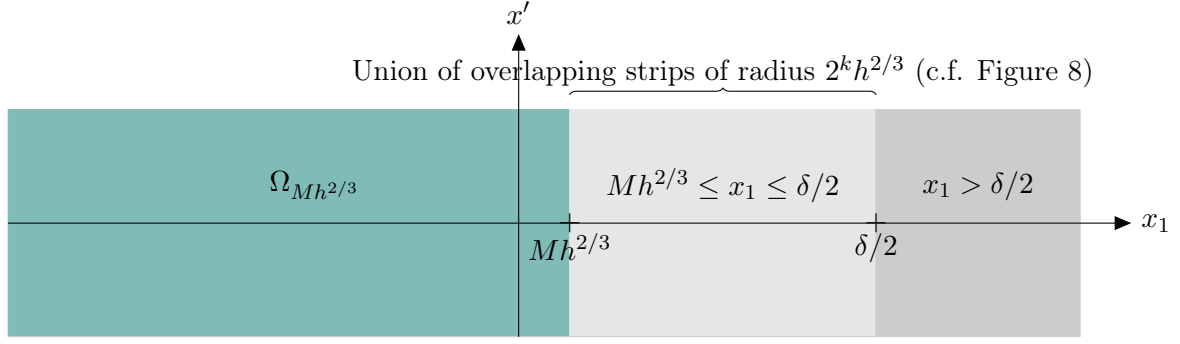 x′
Union of overlapping strips of radius 2^k h^{2/3} (c.f. Figure 8)
Ω_{Mh^{2/3}}
Mh^{2/3} ≤ x_1 ≤ δ/2
x_1 > δ/2
x_1
Mh^{2/3}
δ/2